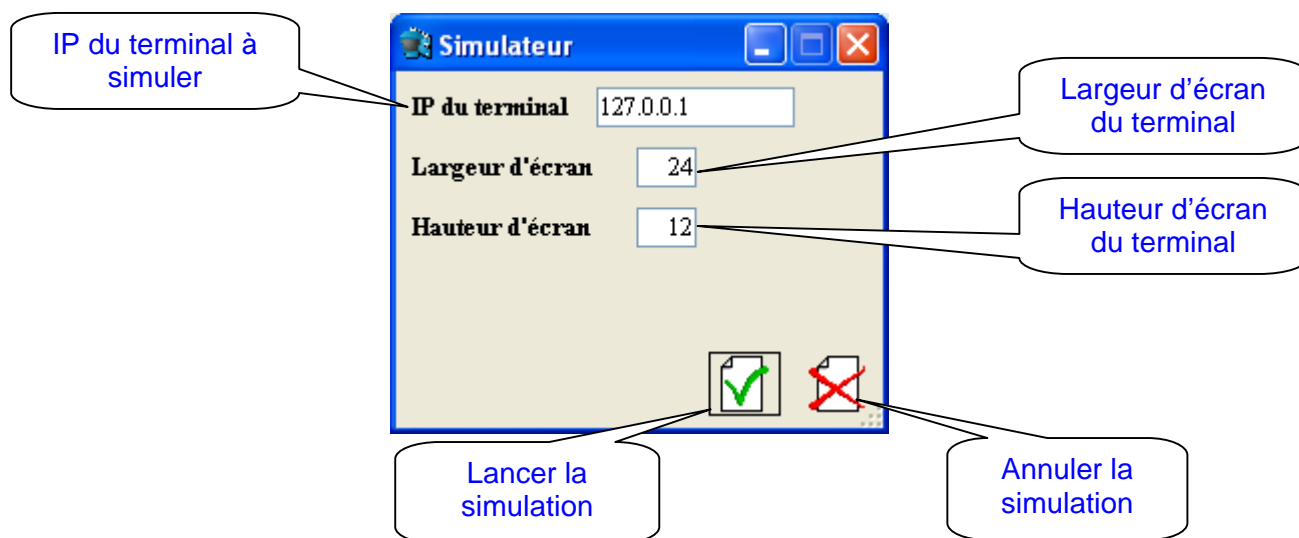 IP du terminal à
simuler
Simulateur
IP du terminal 127.0.0.1
Largeur d'écran 24
Hauteur d'écran 12
Largeur d’écran
du terminal
Hauteur d’écran
du terminal
Lancer la
simulation
Annuler la
simulation